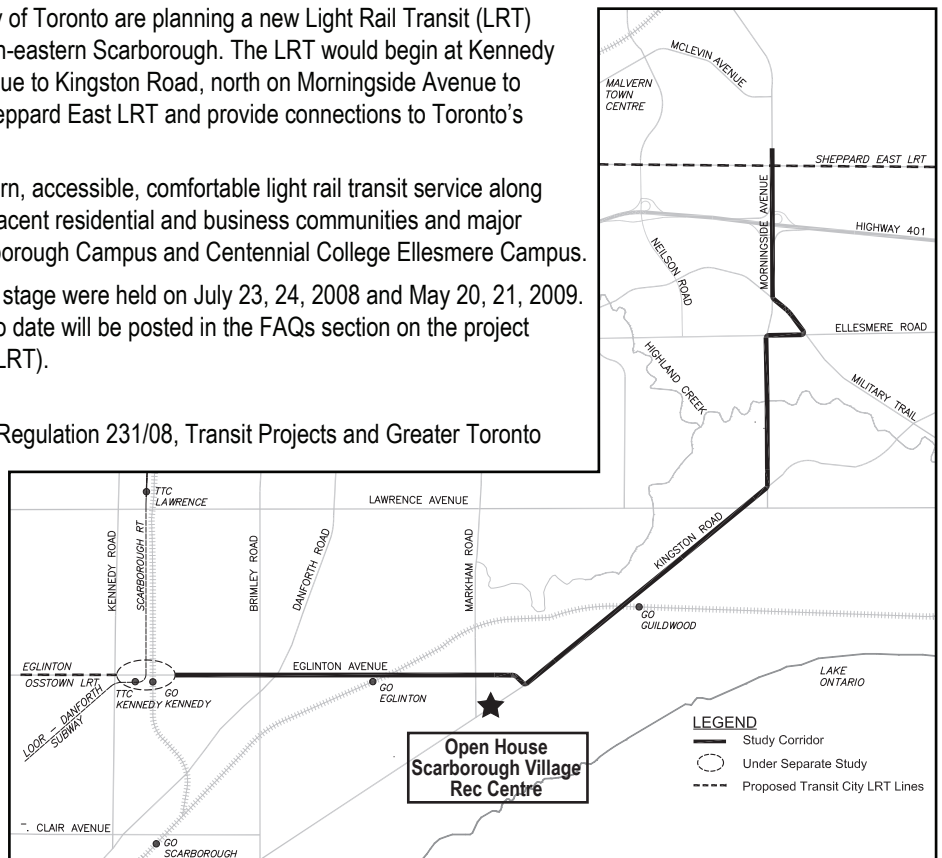 y of Toronto are planning a new Light Rail Transit (LRT)
n-eastern Scarborough. The LRT would begin at Kennedy
ue to Kingston Road, north on Morningside Avenue to
eppard East LRT and provide connections to Toronto's
rn, accessible, comfortable light rail transit service along
acent residential and business communities and major
orough Campus and Centennial College Ellesmere Campus.
stage were held on July 23, 24, 2008 and May 20, 21, 2009.
o date will be posted in the FAQs section on the project
LRT).
Regulation 231/08, Transit Projects and Greater Toronto
MCLEVIN AVENUE
MALVERN
TOWN
CENTRE
SHEPPARD EAST LRT
MORNINGSIDE AVENUE
HIGHWAY 401
NEILSON ROAD
ELLESMERE ROAD
HIGHLAND CREEK
MILITARY TRAIL
TTC
LAWRENCE
LAWRENCE AVENUE
KENNEDY ROAD
SCARBOROUGH RT
BRIMLEY ROAD
DANFORTH ROAD
MARKHAM ROAD
KINGSTON ROAD
GO
GUILDWOOD
EGLINTON
OSSTOWN LRT
EGLINTON AVENUE
TTC
KENNEDY
GO
KENNEDY
GO
EGLINTON
LOOR - DANFORTH
SUBWAY
LAKE
ONTARIO
Open House
Scarborough Village
Rec Centre
LEGEND
Study Corridor
Under Separate Study
Proposed Transit City LRT Lines
. CLAIR AVENUE
GO
SCARBOROUGH